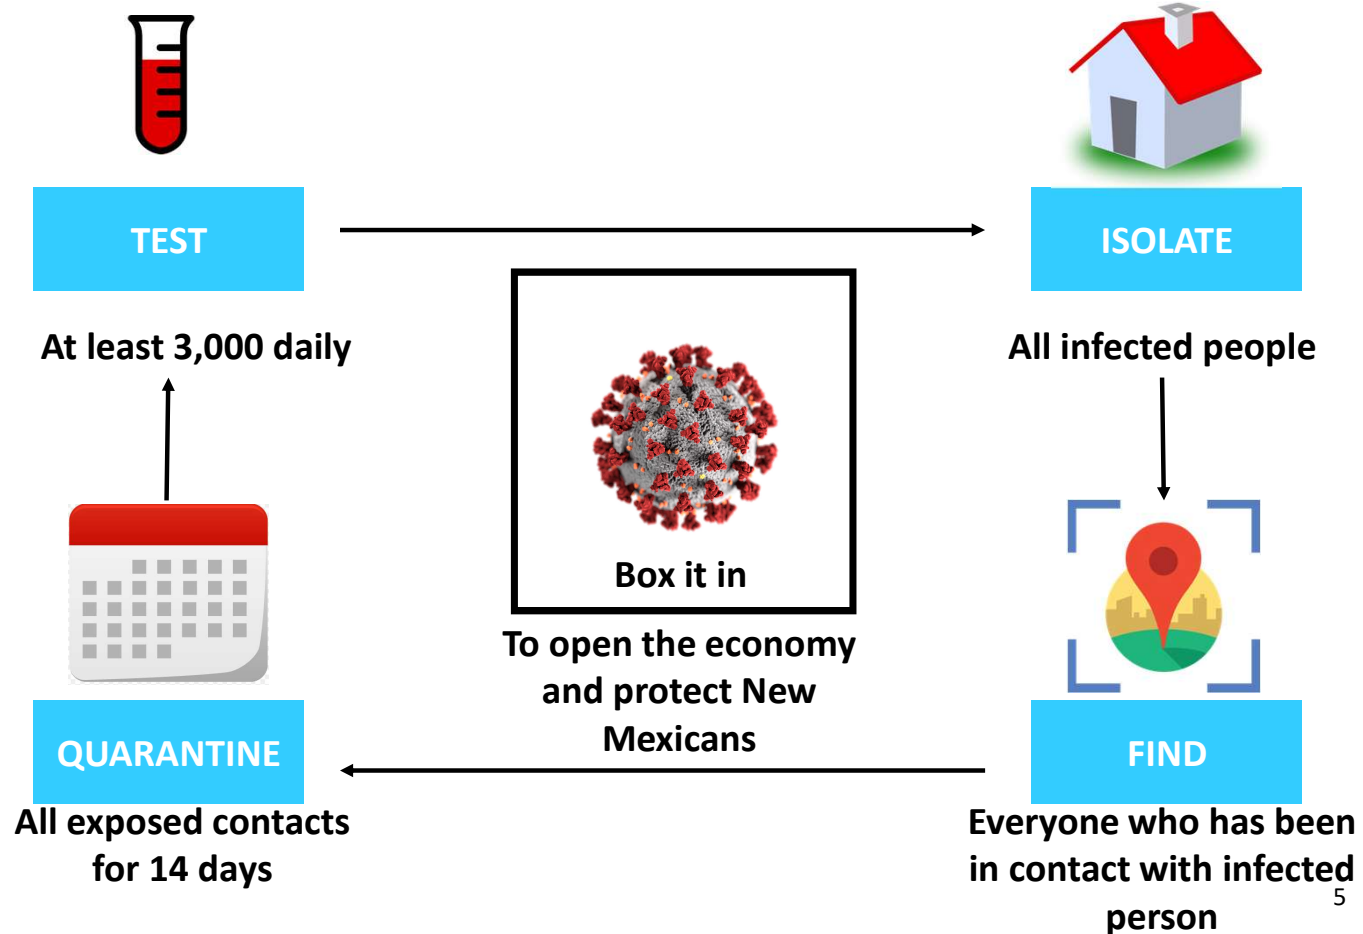 TEST
ISOLATE
At least 3,000 daily
All infected people
Box it in
To open the economy
and protect New
Mexicans
QUARANTINE
FIND
All exposed contacts
for 14 days
Everyone who has been
in contact with infected
person
5